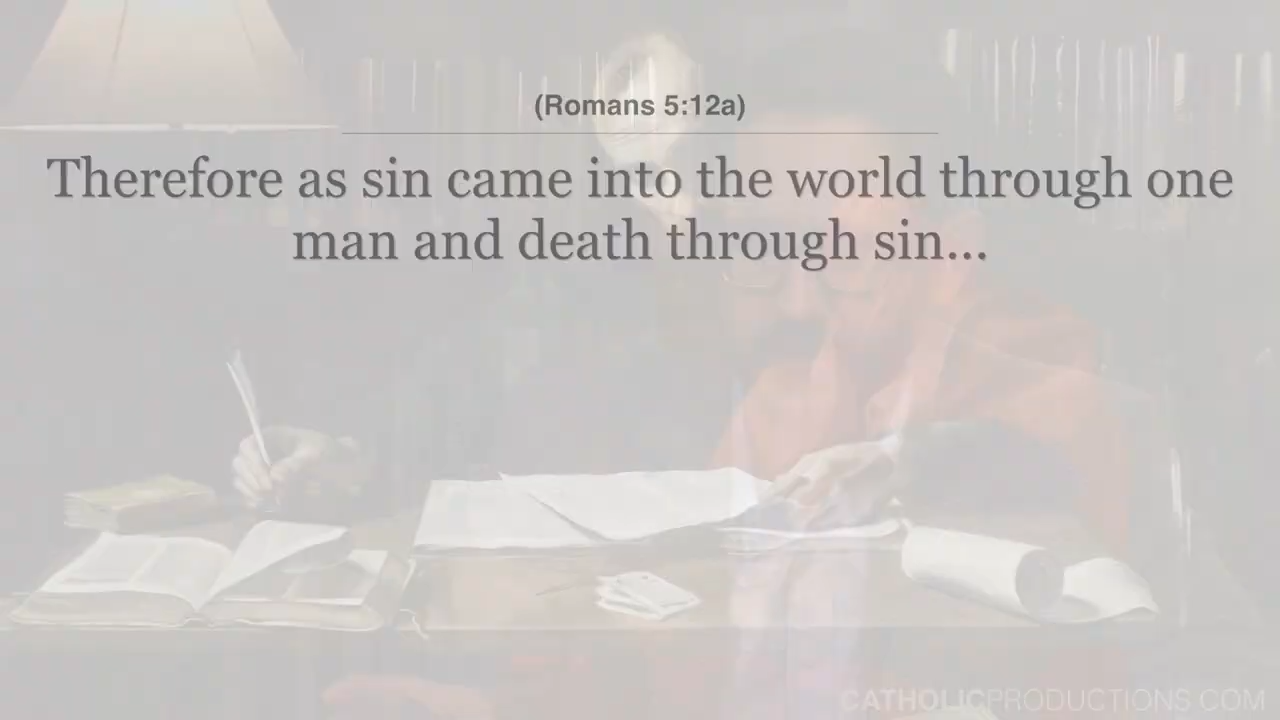 (Romans 5:12a)
Therefore as sin came into the world through one
man and death through sin...
CATHOLICPRODUCTIONS.COM